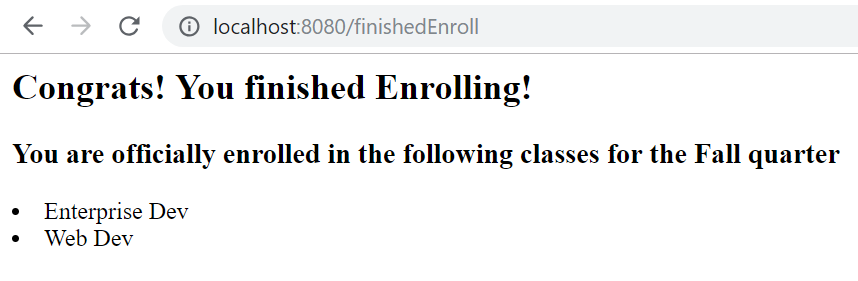 localhost:8080/finishedEnroll
Congrats! You finished Enrolling!
You are officially enrolled in the following classes for the Fall quarter
Enterprise Dev
Web Dev